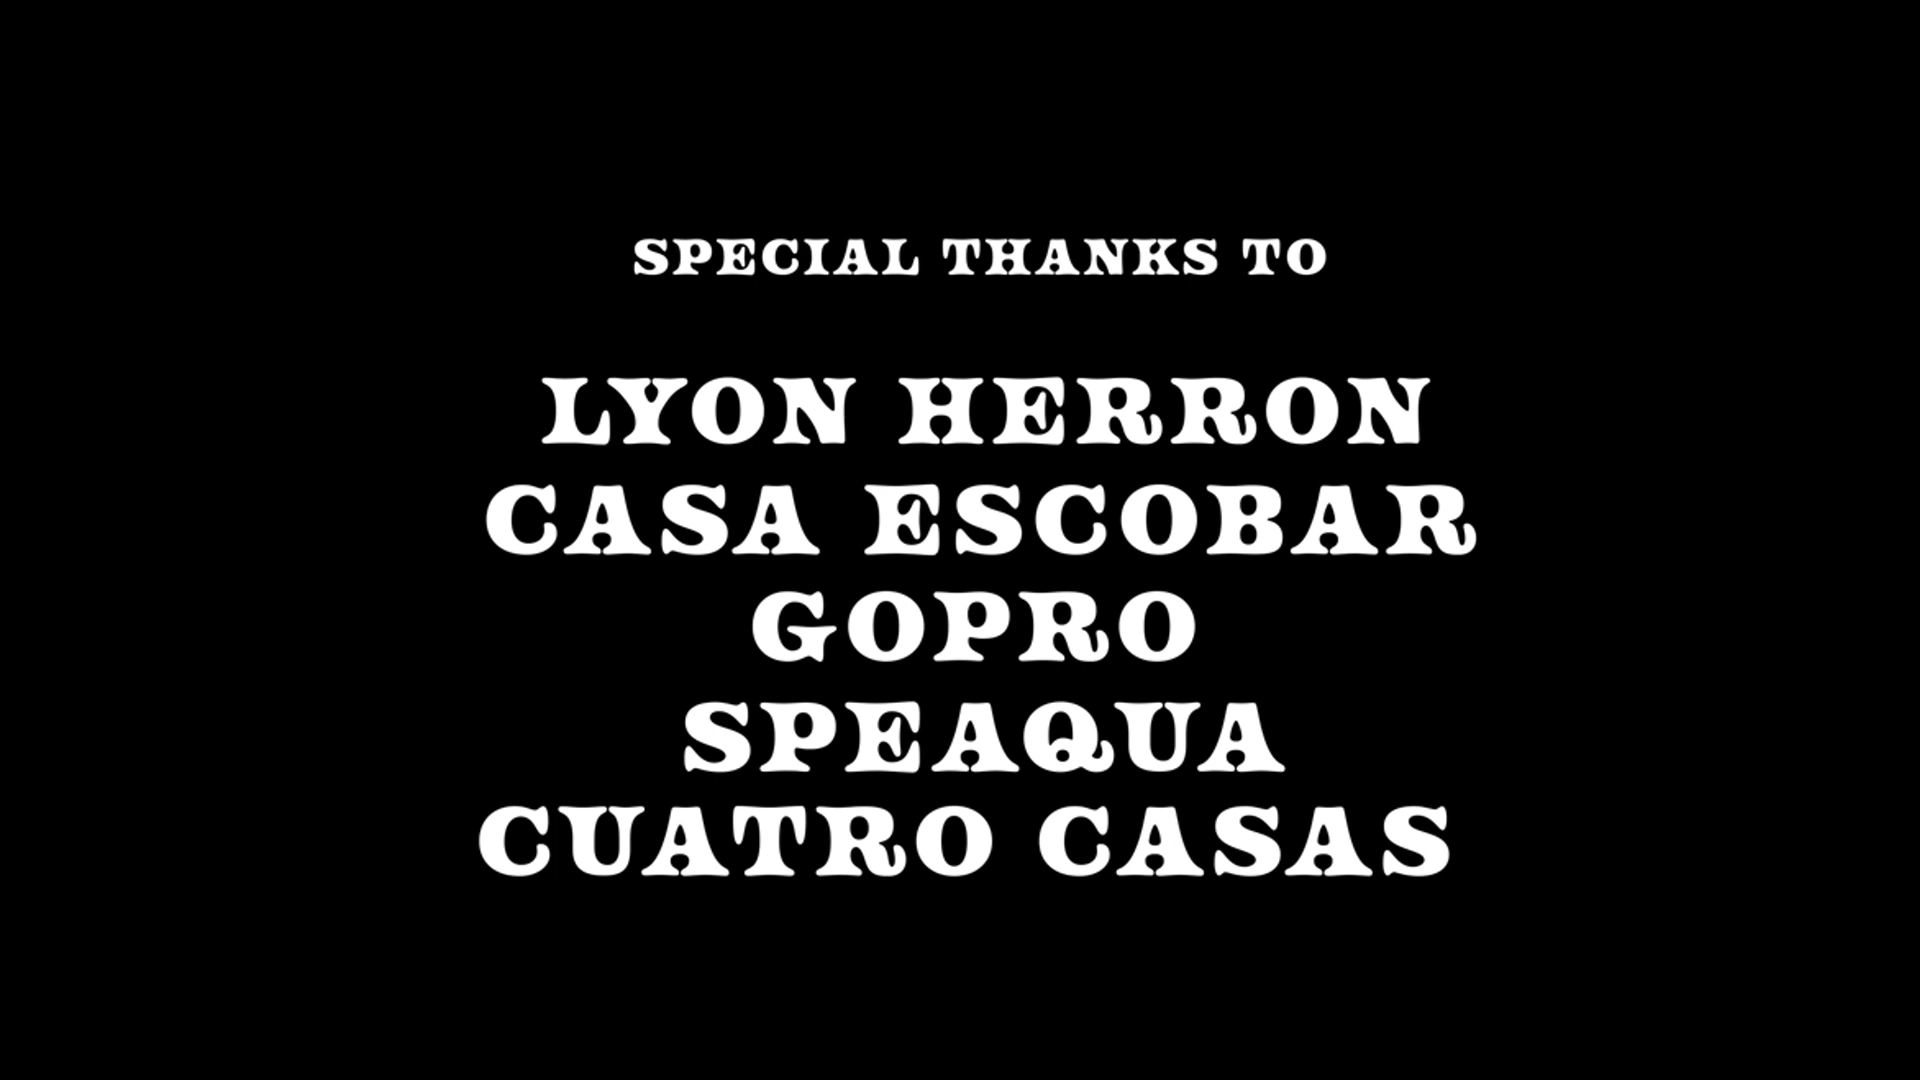 SPECIAL THANKS TO
LYON HERRON
CASA ESCOBAR
GOPRO
SPEAQUA
CUATRO CASAS